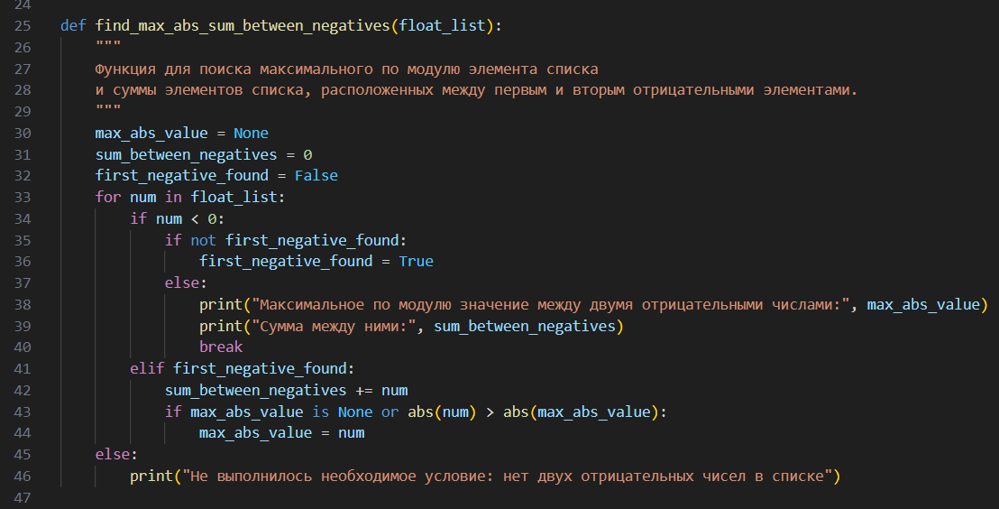 24
25 def find_max_abs_sum_between_negatives(float_list):
26     """
27     Функция для поиска максимального по модулю элемента списка
28     и суммы элементов списка, расположенных между первым и вторым отрицательными элементами.
29     """
30     max_abs_value = None
31     sum_between_negatives = 0
32     first_negative_found = False
33     for num in float_list:
34         if num < 0:
35             if not first_negative_found:
36                 first_negative_found = True
37             else:
38                 print("Максимальное по модулю значение между двумя отрицательными числами:", max_abs_value)
39                 print("Сумма между ними:", sum_between_negatives)
40                 break
41         elif first_negative_found:
42             sum_between_negatives += num
43             if max_abs_value is None or abs(num) > abs(max_abs_value):
44                 max_abs_value = num
45     else:
46         print("Не выполнилось необходимое условие: нет двух отрицательных чисел в списке")
47